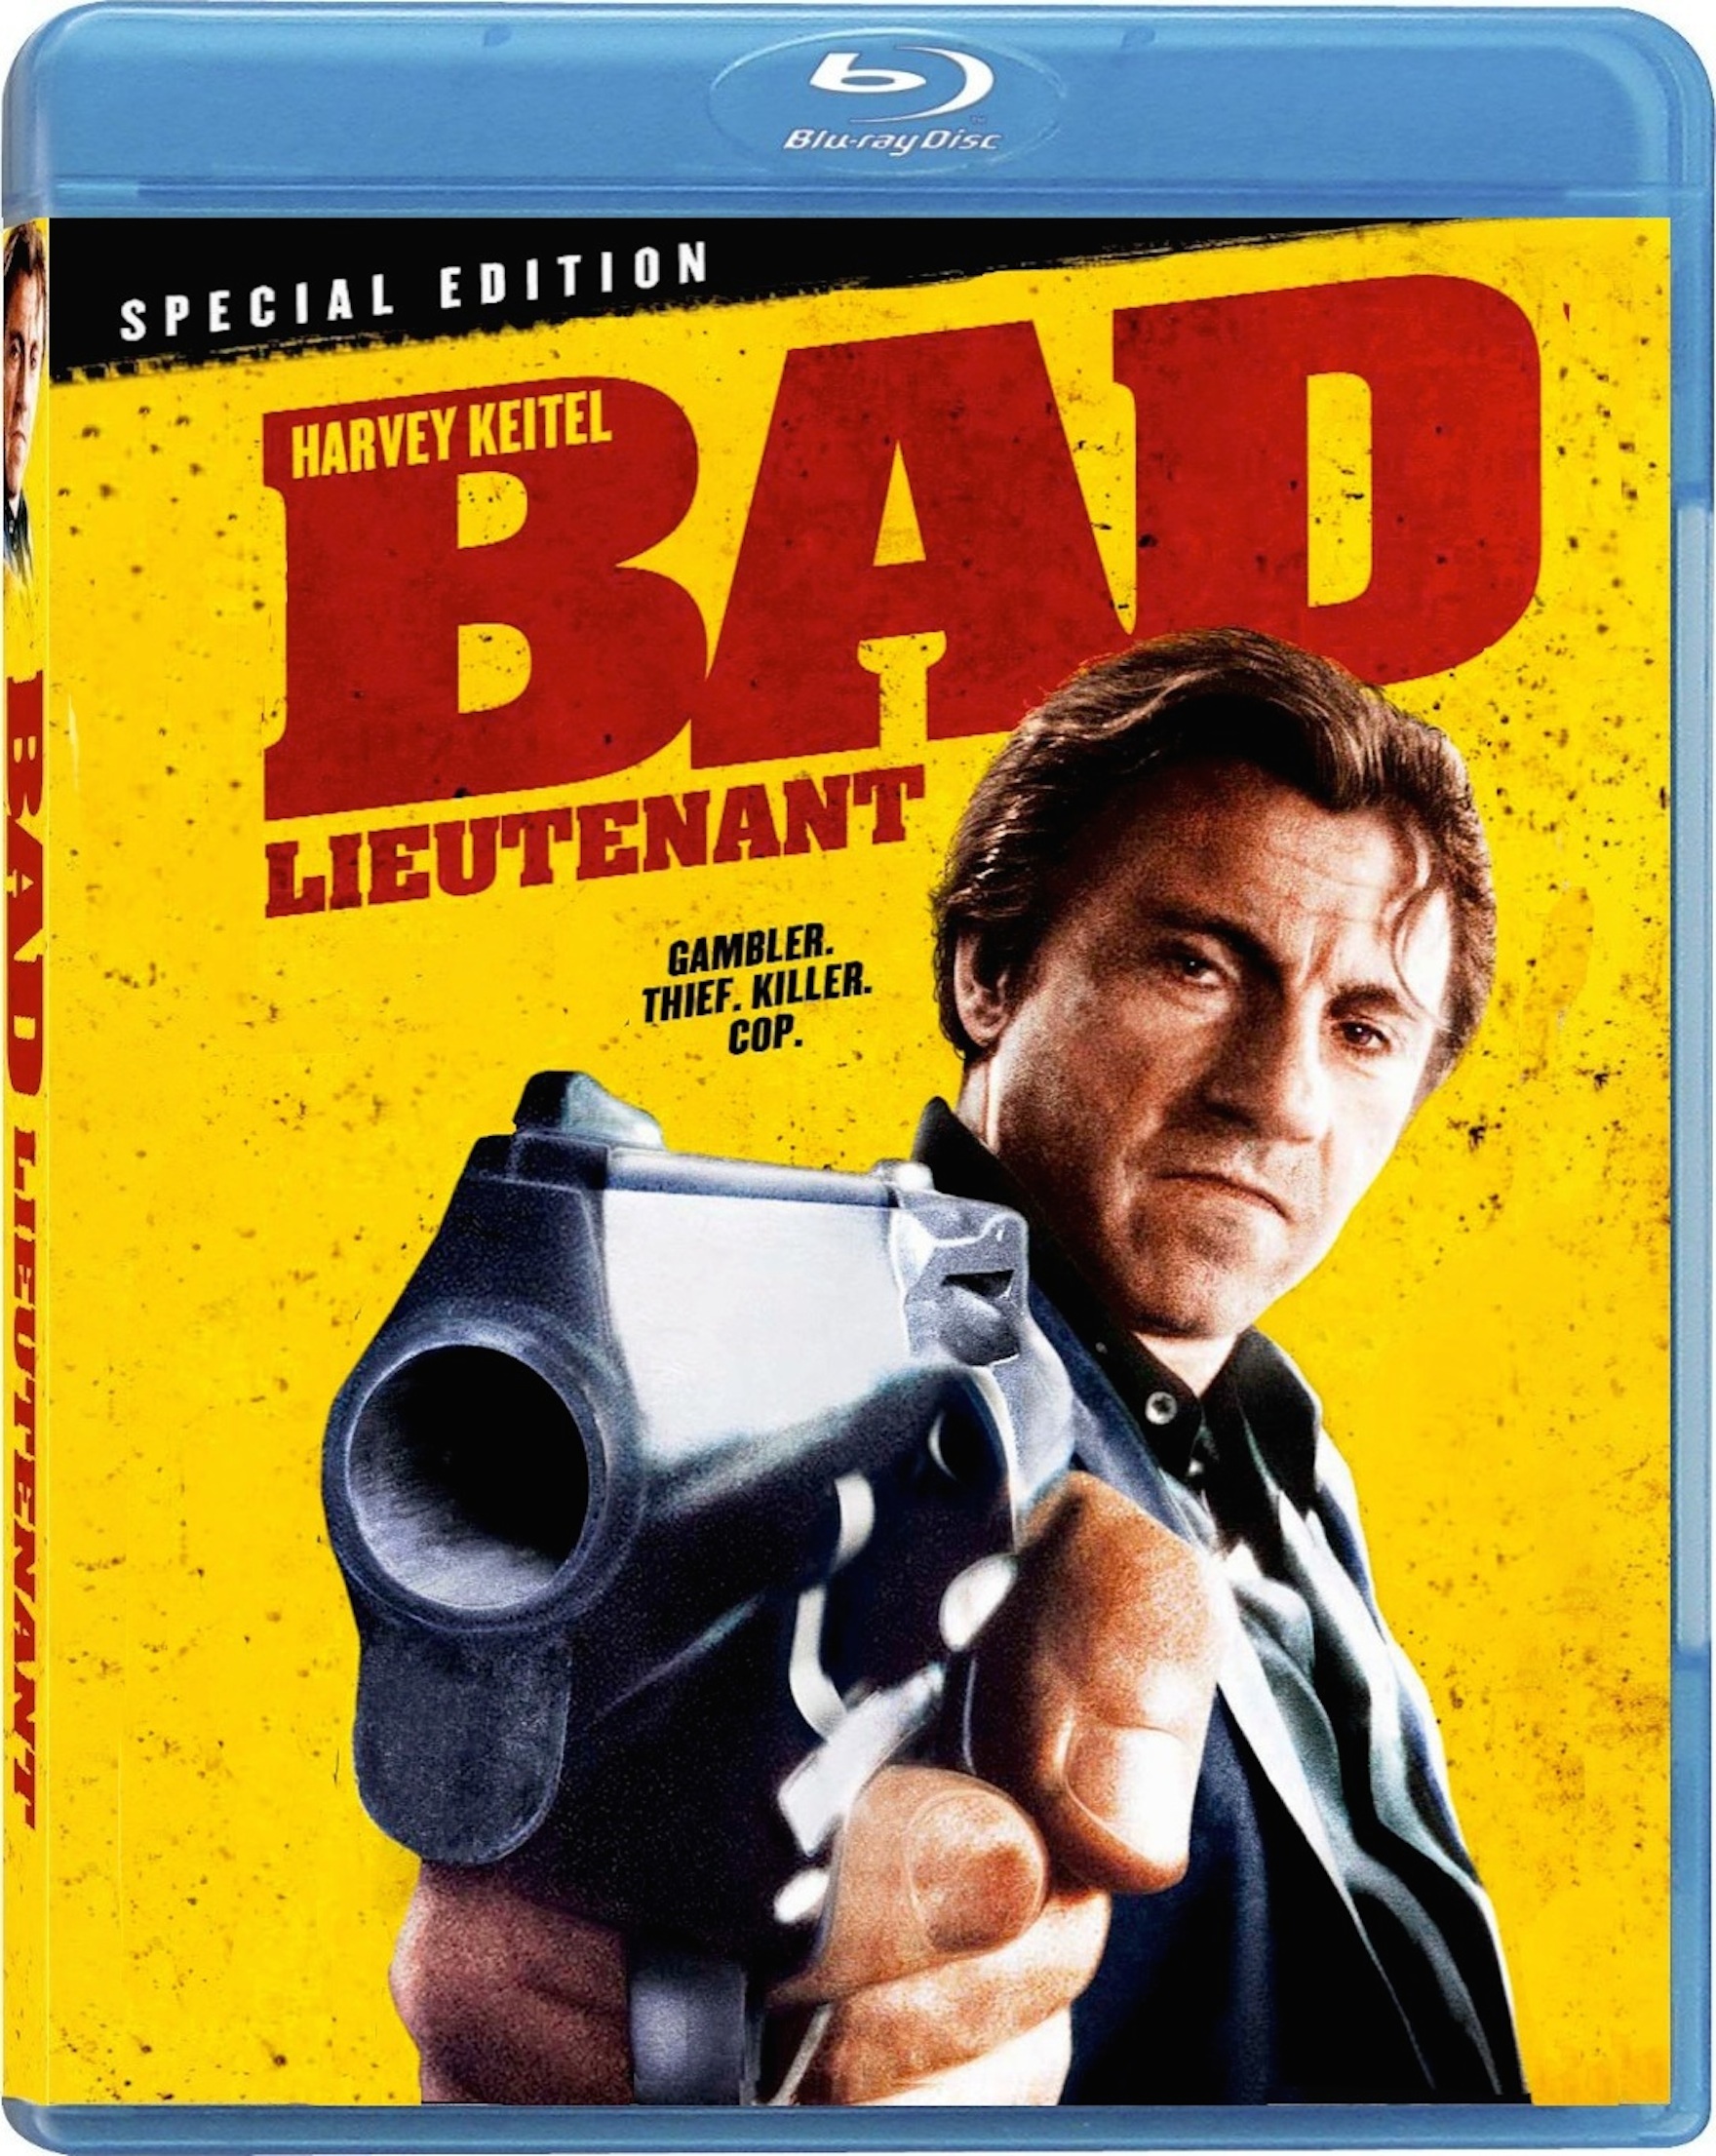 Blu-ray Disc
SPECIAL EDITION
HARVEY KEITEL
BAD
LIEUTENANT
GAMBLER.
THIEF. KILLER.
COP.
BAD LIEUTENANT